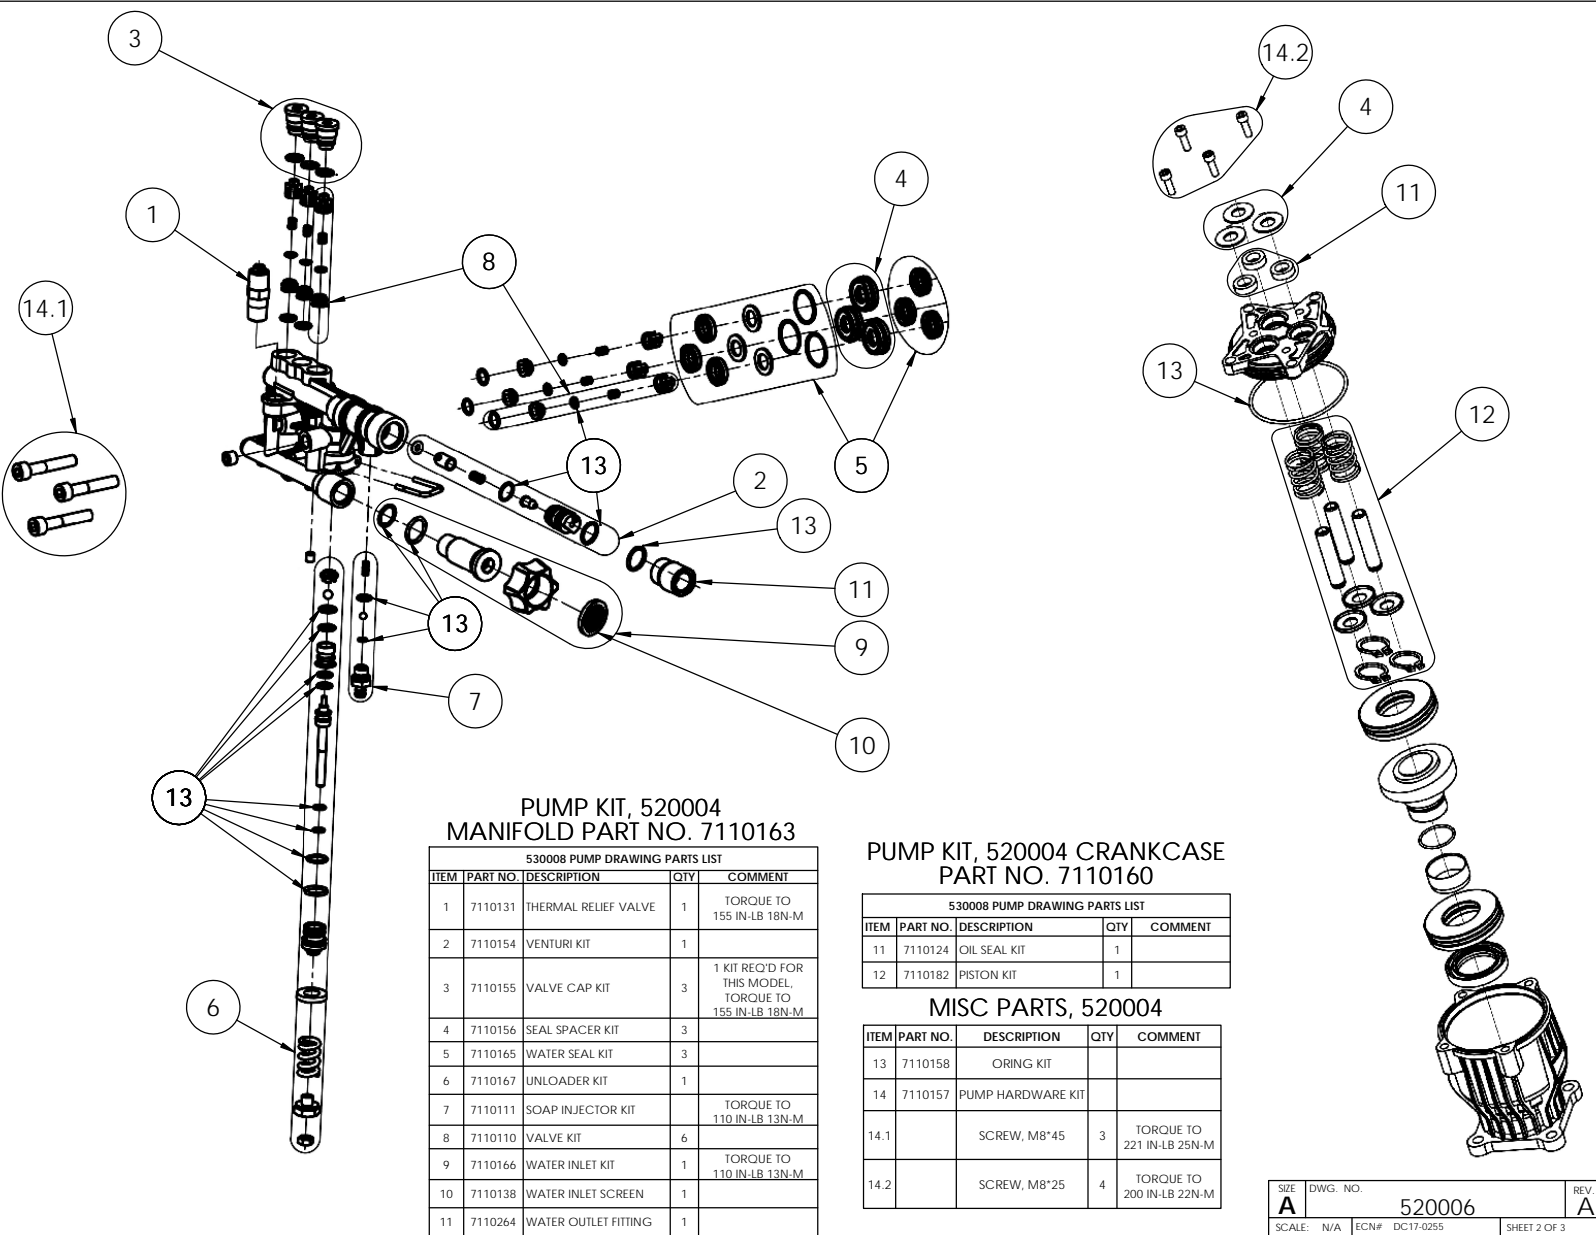 3
14.2
4
1
4
11
8
14.1
13
12
13
5
2
13
11
13
9
7
10
13
6
PUMP KIT, 520004
MANIFOLD PART NO. 7110163
530008 PUMP DRAWING PARTS LIST
ITEM PART NO. DESCRIPTION QTY COMMENT
1 7110131 THERMAL RELIEF VALVE 1 TORQUE TO
155 IN-LB 18N-M
2 7110154 VENTURI KIT 1
3 7110155 VALVE CAP KIT 3 1 KIT REQ'D FOR
THIS MODEL,
TORQUE TO
155 IN-LB 18N-M
4 7110156 SEAL SPACER KIT 3
5 7110165 WATER SEAL KIT 3
6 7110167 UNLOADER KIT 1
7 7110111 SOAP INJECTOR KIT TORQUE TO
110 IN-LB 13N-M
8 7110110 VALVE KIT 6
9 7110166 WATER INLET KIT 1 TORQUE TO
110 IN-LB 13N-M
10 7110138 WATER INLET SCREEN 1
11 7110264 WATER OUTLET FITTING 1
PUMP KIT, 520004 CRANKCASE
PART NO. 7110160
530008 PUMP DRAWING PARTS LIST
ITEM PART NO. DESCRIPTION QTY COMMENT
11 7110124 OIL SEAL KIT 1
12 7110182 PISTON KIT 1
MISC PARTS, 520004
ITEM PART NO. DESCRIPTION QTY COMMENT
13 7110158 ORING KIT
14 7110157 PUMP HARDWARE KIT
14.1 SCREW, M8*45 3 TORQUE TO
221 IN-LB 25N-M
14.2 SCREW, M8*25 4 TORQUE TO
200 IN-LB 22N-M
SIZE DWG. NO. REV.
A 520006 A
SCALE: N/A ECN# DC17-0255 SHEET 2 OF 3